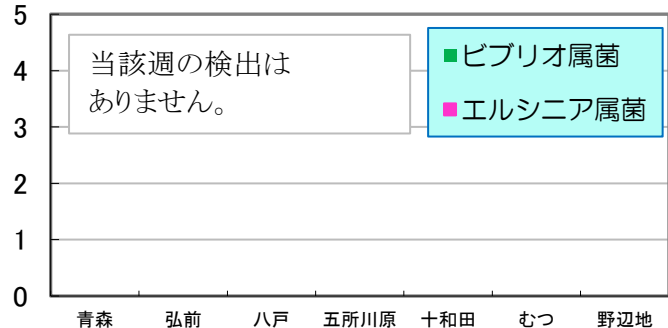 5
4
3
2
1
0
当該週の検出は
ありません。
ビブリオ属菌
エルシニア属菌
青森 弘前 八戸 五所川原 十和田 むつ 野辺地